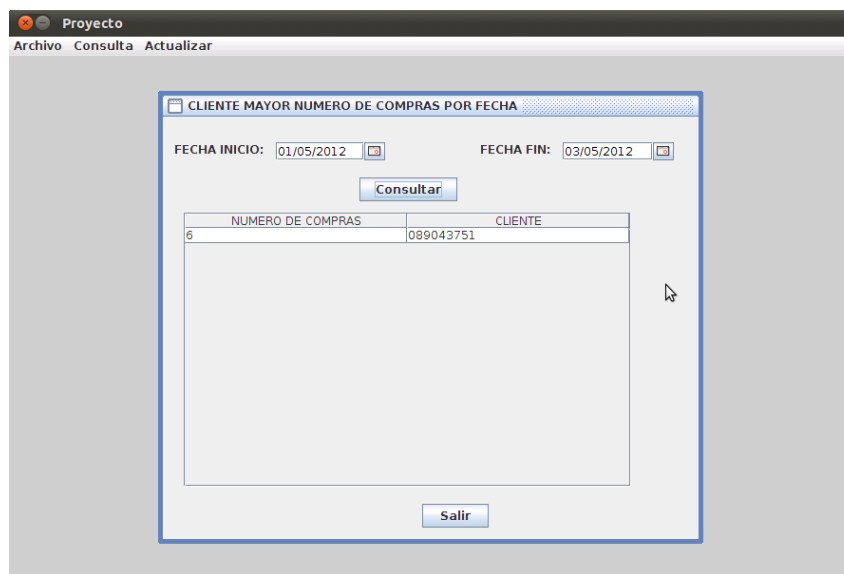 Proyecto
Archivo Consulta Actualizar
CLIENTE MAYOR NUMERO DE COMPRAS POR FECHA
FECHA INICIO: 01/05/2012 FECHA FIN: 03/05/2012
Consultar
NUMERO DE COMPRAS CLIENTE
6 089043751
Salir